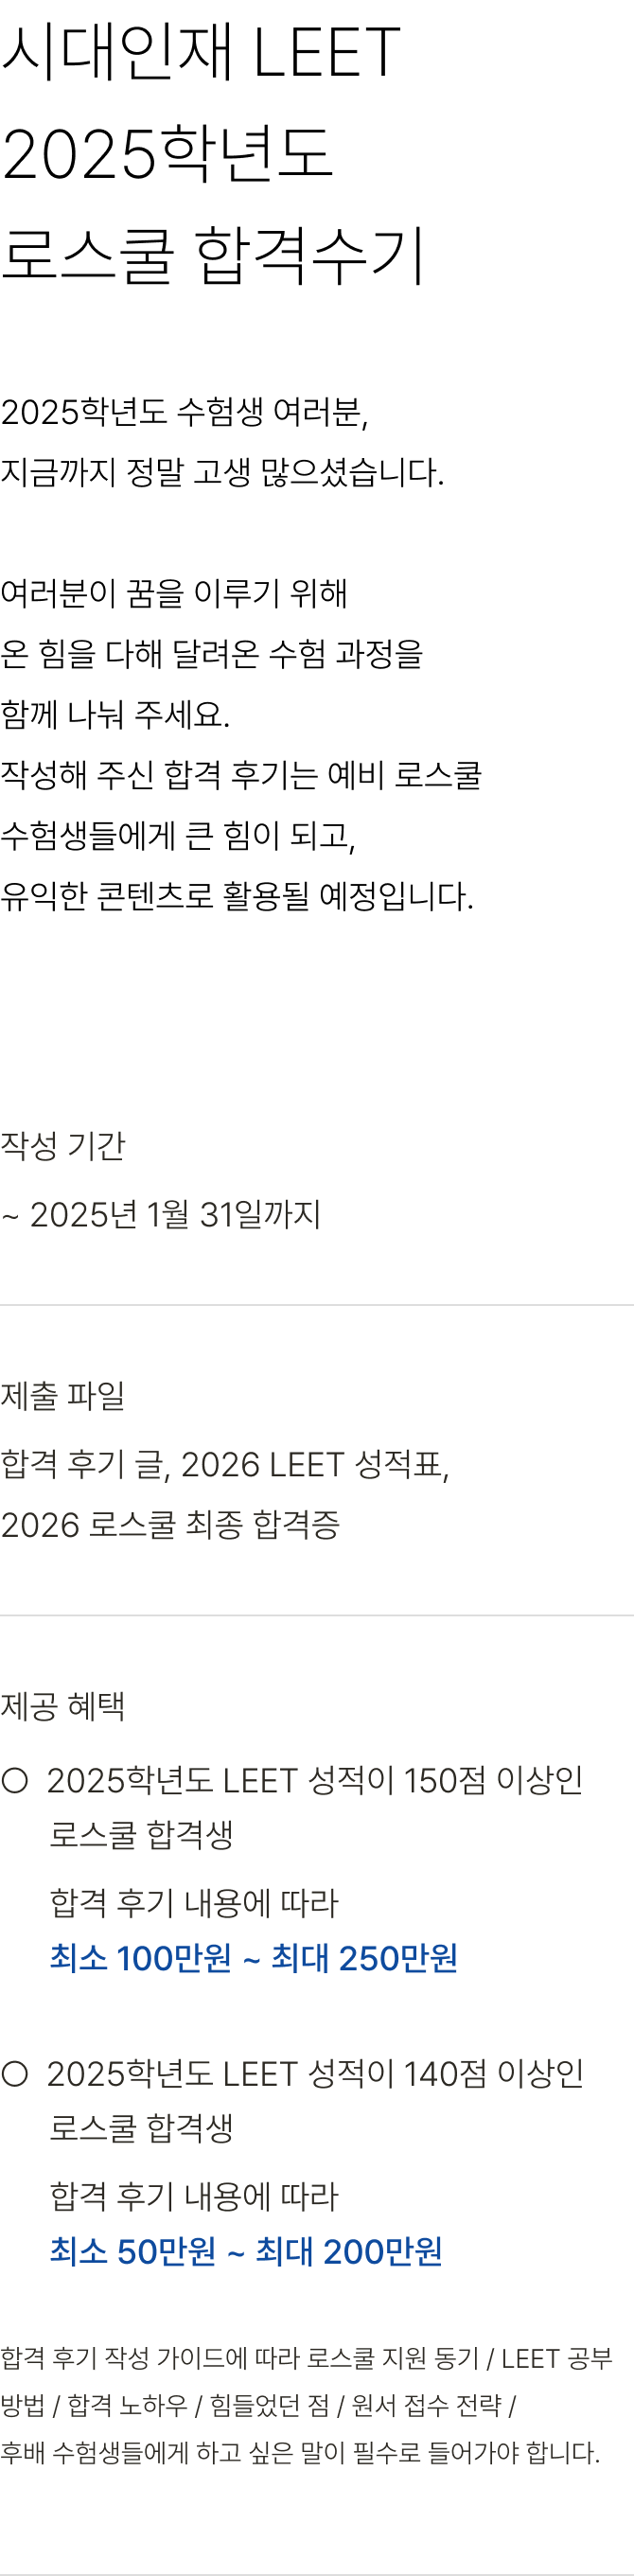 시대인재 LEET
2025학년도
로스쿨 합격수기
2025학년도 수험생 여러분,
지금까지 정말 고생 많으셨습니다.
여러분이 꿈을 이루기 위해
온 힘을 다해 달려온 수험 과정을
함께 나눠 주세요.
작성해 주신 합격 후기는 예비 로스쿨
수험생들에게 큰 힘이 되고,
유익한 콘텐츠로 활용될 예정입니다.
작성 기간
~ 2025년 1월 31일까지
제출 파일
합격 후기 글, 2026 LEET 성적표,
2026 로스쿨 최종 합격증
제공 혜택
○ 2025학년도 LEET 성적이 150점 이상인
로스쿨 합격생
합격 후기 내용에 따라
최소 100만원 ~ 최대 250만원
○ 2025학년도 LEET 성적이 140점 이상인
로스쿨 합격생
합격 후기 내용에 따라
최소 50만원 ~ 최대 200만원
합격 후기 작성 가이드에 따라 로스쿨 지원 동기 / LEET 공부
방법 / 합격 노하우 / 힘들었던 점 / 원서 접수 전략 /
후배 수험생들에게 하고 싶은 말이 필수로 들어가야 합니다.